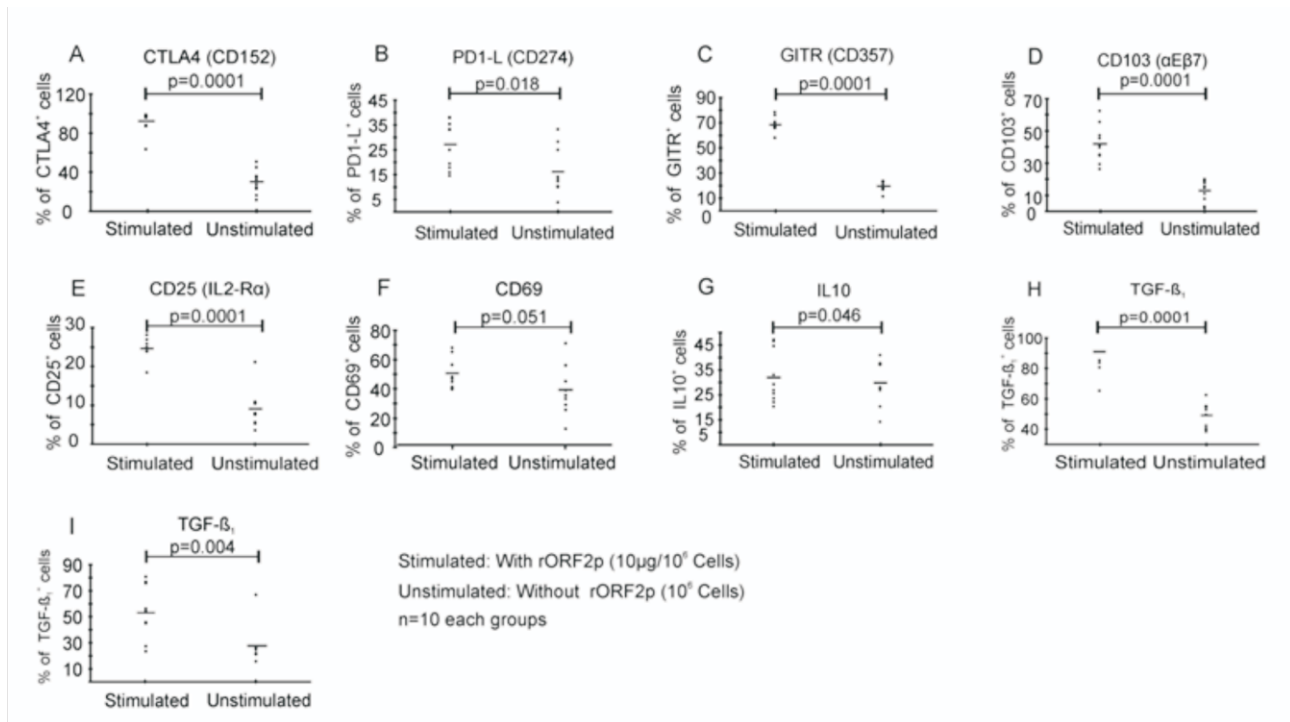 A
CTLA4 (CD152)
p=0.0001
% of CTLA4⁺ cells
120
80
40
0
Stimulated Unstimulated
B
PD1-L (CD274)
p=0.018
% of PD1-L⁺ cells
45
35
25
15
5
Stimulated Unstimulated
C
GITR (CD357)
p=0.0001
% of GITR⁺ cells
90
70
50
30
10
0
Stimulated Unstimulated
D
CD103 (αEβ7)
p=0.0001
% of CD103⁺ cells
70
50
30
10
0
Stimulated Unstimulated
E
CD25 (IL2-Rα)
p=0.0001
% of CD25⁺ cells
30
20
10
0
Stimulated Unstimulated
F
CD69
p=0.051
% of CD69⁺ cells
80
60
40
20
0
Stimulated Unstimulated
G
IL10
p=0.046
% of IL10⁺ cells
45
35
25
15
5
Stimulated Unstimulated
H
TGF-ß₁
p=0.0001
% of TGF-ß₁⁺ cells
100
80
60
40
Stimulated Unstimulated
I
TGF-ß₁
p=0.004
% of TGF-ß₁⁺ cells
90
70
50
30
10
Stimulated Unstimulated
Stimulated: With rORF2p (10µg/10⁶ Cells)
Unstimulated: Without rORF2p (10⁶ Cells)
n=10 each groups